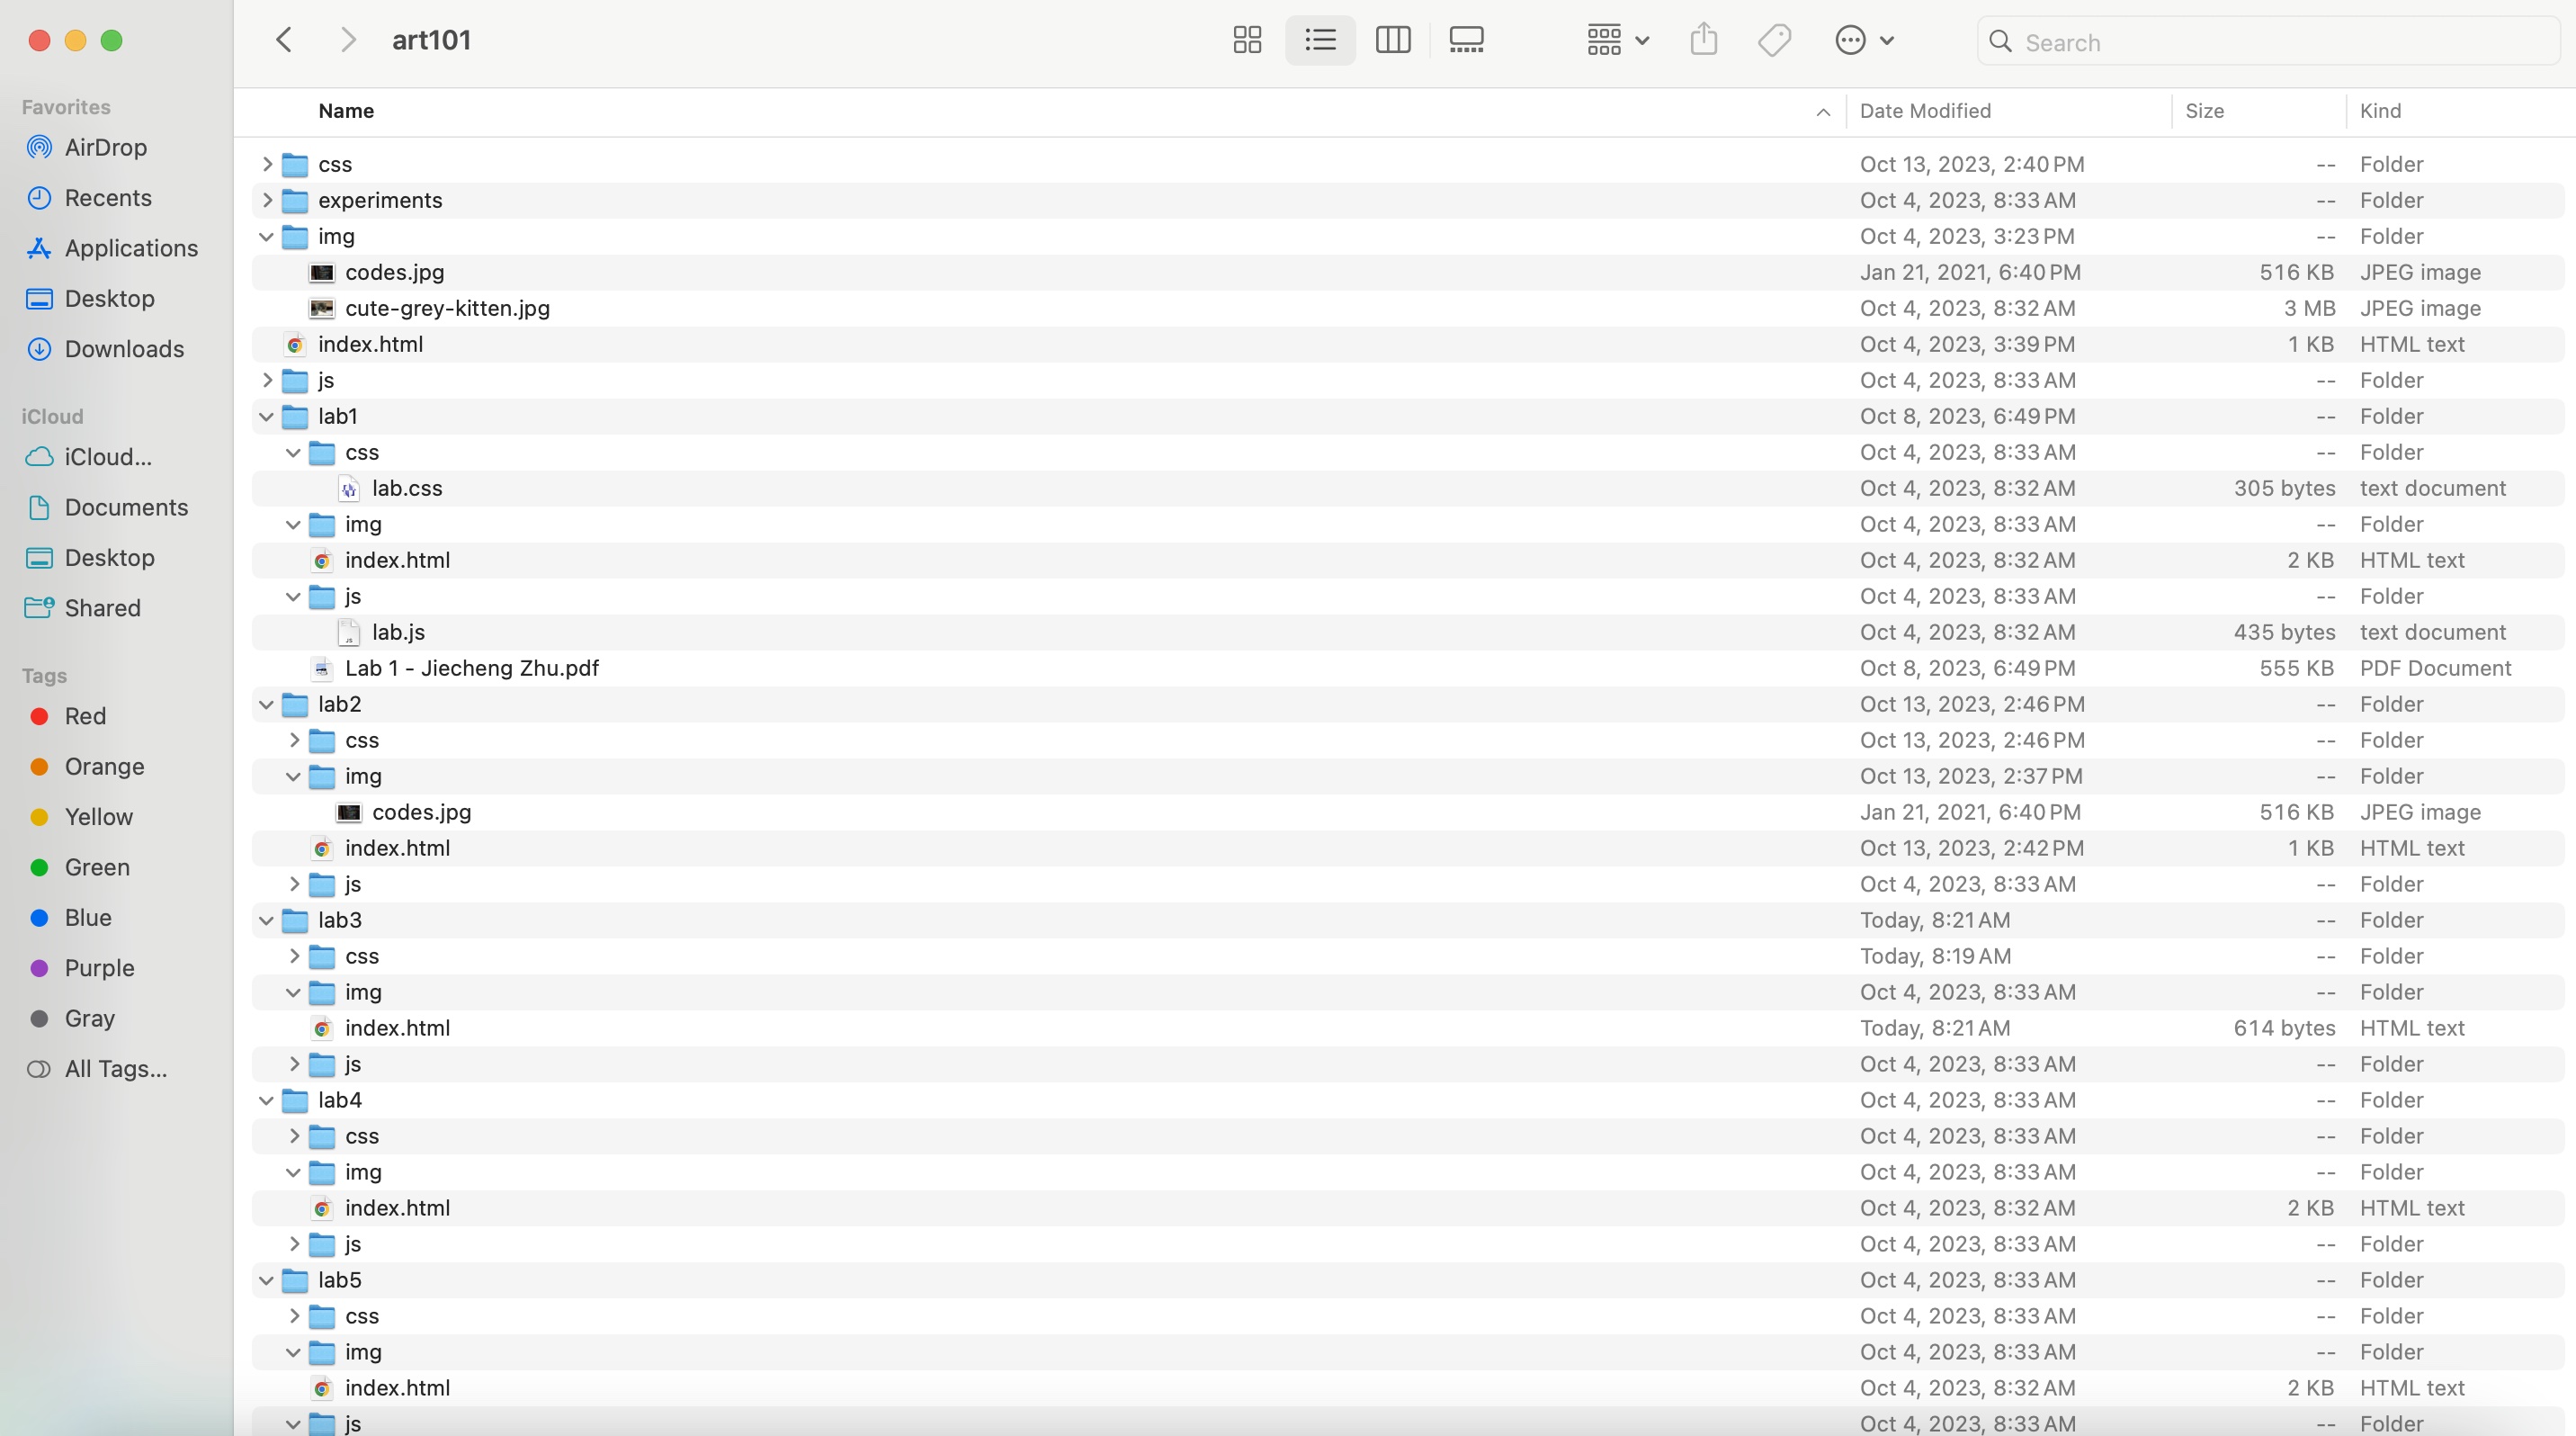 art101
Search
Favorites
AirDrop
Recents
Applications
Desktop
Downloads
iCloud
iCloud...
Documents
Desktop
Shared
Tags
Red
Orange
Yellow
Green
Blue
Purple
Gray
All Tags...
Name Date Modified Size Kind
css Oct 13, 2023, 2:40 PM -- Folder
experiments Oct 4, 2023, 8:33 AM -- Folder
img Oct 4, 2023, 3:23 PM -- Folder
codes.jpg Jan 21, 2021, 6:40 PM 516 KB JPEG image
cute-grey-kitten.jpg Oct 4, 2023, 8:32 AM 3 MB JPEG image
index.html Oct 4, 2023, 3:39 PM 1 KB HTML text
js Oct 4, 2023, 8:33 AM -- Folder
lab1 Oct 8, 2023, 6:49 PM -- Folder
css Oct 4, 2023, 8:33 AM -- Folder
lab.css Oct 4, 2023, 8:32 AM 305 bytes text document
img Oct 4, 2023, 8:33 AM -- Folder
index.html Oct 4, 2023, 8:32 AM 2 KB HTML text
js Oct 4, 2023, 8:33 AM -- Folder
lab.js Oct 4, 2023, 8:32 AM 435 bytes text document
Lab 1 - Jiecheng Zhu.pdf Oct 8, 2023, 6:49 PM 555 KB PDF Document
lab2 Oct 13, 2023, 2:46 PM -- Folder
css Oct 13, 2023, 2:46 PM -- Folder
img Oct 13, 2023, 2:37 PM -- Folder
codes.jpg Jan 21, 2021, 6:40 PM 516 KB JPEG image
index.html Oct 13, 2023, 2:42 PM 1 KB HTML text
js Oct 4, 2023, 8:33 AM -- Folder
lab3 Today, 8:21 AM -- Folder
css Today, 8:19 AM -- Folder
img Oct 4, 2023, 8:33 AM -- Folder
index.html Today, 8:21 AM 614 bytes HTML text
js Oct 4, 2023, 8:33 AM -- Folder
lab4 Oct 4, 2023, 8:33 AM -- Folder
css Oct 4, 2023, 8:33 AM -- Folder
img Oct 4, 2023, 8:33 AM -- Folder
index.html Oct 4, 2023, 8:32 AM 2 KB HTML text
js Oct 4, 2023, 8:33 AM -- Folder
lab5 Oct 4, 2023, 8:33 AM -- Folder
css Oct 4, 2023, 8:33 AM -- Folder
img Oct 4, 2023, 8:33 AM -- Folder
index.html Oct 4, 2023, 8:32 AM 2 KB HTML text
js Oct 4, 2023, 8:33 AM -- Folder